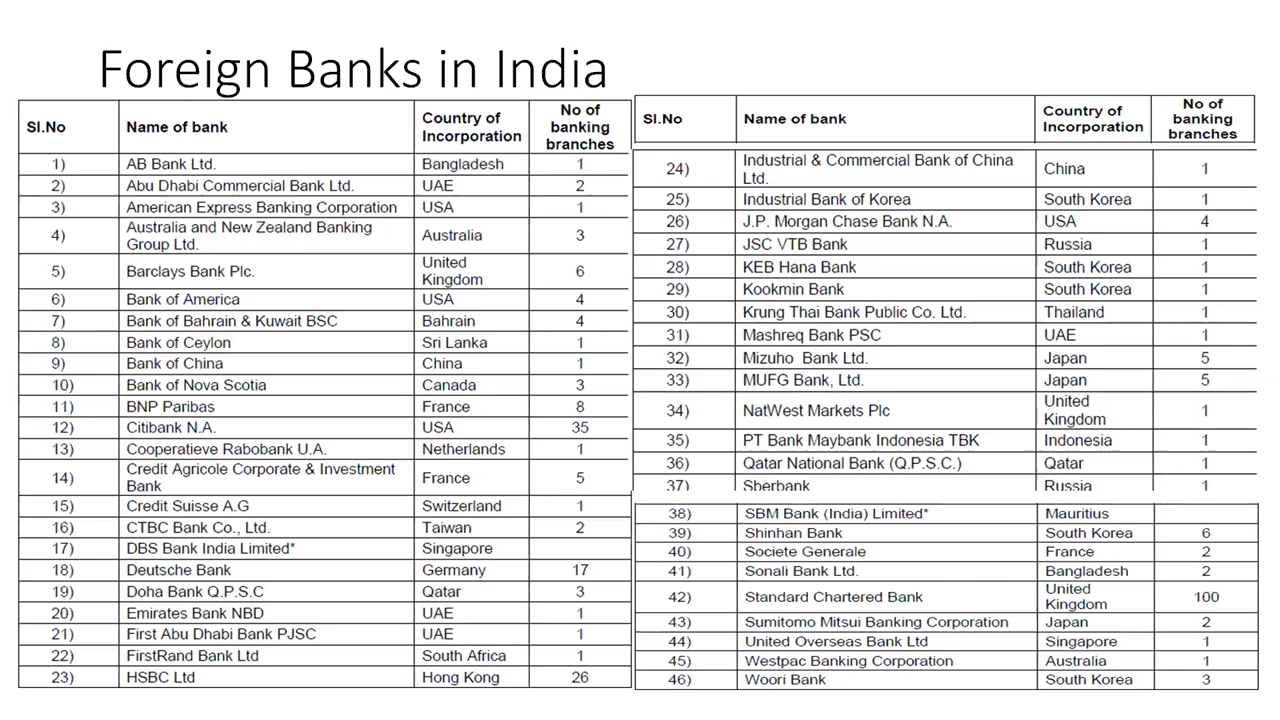 Foreign Banks in India
Sl.No Name of bank Country of Incorporation No of banking branches
1) AB Bank Ltd. Bangladesh 1
2) Abu Dhabi Commercial Bank Ltd. UAE 2
3) American Express Banking Corporation USA 1
4) Australia and New Zealand Banking Group Ltd. Australia 3
5) Barclays Bank Plc. United Kingdom 6
6) Bank of America USA 4
7) Bank of Bahrain & Kuwait BSC Bahrain 4
8) Bank of Ceylon Sri Lanka 1
9) Bank of China China 1
10) Bank of Nova Scotia Canada 3
11) BNP Paribas France 8
12) Citibank N.A. USA 35
13) Cooperatieve Rabobank U.A. Netherlands 1
14) Credit Agricole Corporate & Investment Bank France 5
15) Credit Suisse A.G Switzerland 1
16) CTBC Bank Co., Ltd. Taiwan 2
17) DBS Bank India Limited* Singapore
18) Deutsche Bank Germany 17
19) Doha Bank Q.P.S.C Qatar 3
20) Emirates Bank NBD UAE 1
21) First Abu Dhabi Bank PJSC UAE 1
22) FirstRand Bank Ltd South Africa 1
23) HSBC Ltd Hong Kong 26
Sl.No Name of bank Country of Incorporation No of banking branches
24) Industrial & Commercial Bank of China Ltd. China 1
25) Industrial Bank of Korea South Korea 1
26) J.P. Morgan Chase Bank N.A. USA 4
27) JSC VTB Bank Russia 1
28) KEB Hana Bank South Korea 1
29) Kookmin Bank South Korea 1
30) Krung Thai Bank Public Co. Ltd. Thailand 1
31) Mashreq Bank PSC UAE 1
32) Mizuho Bank Ltd. Japan 5
33) MUFG Bank, Ltd. Japan 5
34) NatWest Markets Plc United Kingdom 1
35) PT Bank Maybank Indonesia TBK Indonesia 1
36) Qatar National Bank (Q.P.S.C.) Qatar 1
37) Sberbank Russia 1
38) SBM Bank (India) Limited* Mauritius
39) Shinhan Bank South Korea 6
40) Societe Generale France 2
41) Sonali Bank Ltd. Bangladesh 2
42) Standard Chartered Bank United Kingdom 100
43) Sumitomo Mitsui Banking Corporation Japan 2
44) United Overseas Bank Ltd Singapore 1
45) Westpac Banking Corporation Australia 1
46) Woori Bank South Korea 3